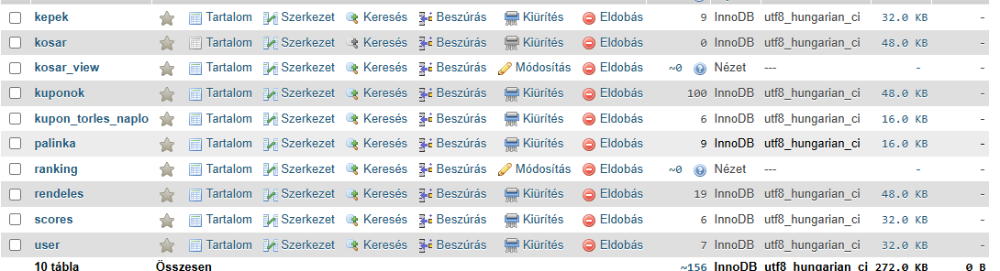 kepek Tartalom Szerkezet Keresés Beszúrás Kiürítés Eldobás 9 InnoDB utf8_hungarian_ci 32.0 KB -
kosar Tartalom Szerkezet Keresés Beszúrás Kiürítés Eldobás 0 InnoDB utf8_hungarian_ci 48.0 KB -
kosar_view Tartalom Szerkezet Keresés Beszúrás Módosítás Eldobás ~0 Nézet --- - -
kuponok Tartalom Szerkezet Keresés Beszúrás Kiürítés Eldobás 100 InnoDB utf8_hungarian_ci 48.0 KB -
kupon_torles_naplo Tartalom Szerkezet Keresés Beszúrás Kiürítés Eldobás 6 InnoDB utf8_hungarian_ci 16.0 KB -
palinka Tartalom Szerkezet Keresés Beszúrás Kiürítés Eldobás 9 InnoDB utf8_hungarian_ci 16.0 KB -
ranking Tartalom Szerkezet Keresés Beszúrás Módosítás Eldobás ~0 Nézet --- - -
rendeles Tartalom Szerkezet Keresés Beszúrás Kiürítés Eldobás 19 InnoDB utf8_hungarian_ci 48.0 KB -
scores Tartalom Szerkezet Keresés Beszúrás Kiürítés Eldobás 6 InnoDB utf8_hungarian_ci 32.0 KB -
user Tartalom Szerkezet Keresés Beszúrás Kiürítés Eldobás 7 InnoDB utf8_hungarian_ci 32.0 KB -
10 tábla Összesen ~156 InnoDB utf8_hungarian_ci 272.0 KB 0 B